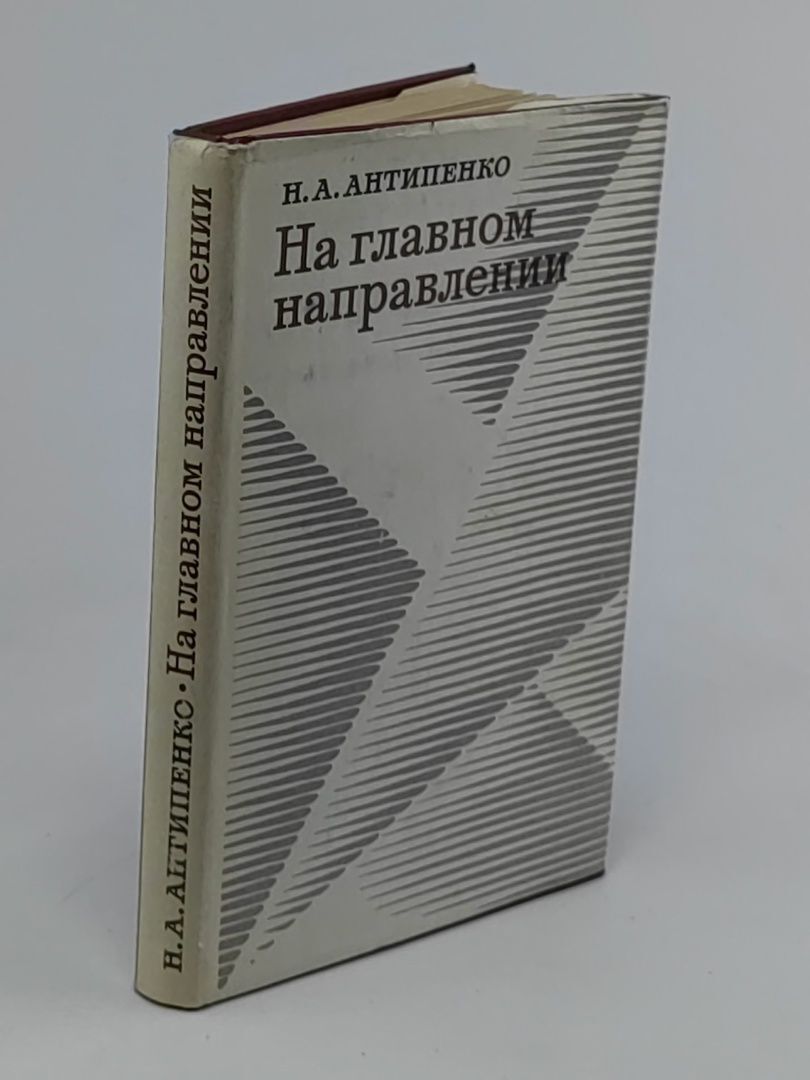 Н. А. АНТИПЕНКО
На главном
направлении
Н. А. АНТИПЕНКО · На главном направлении